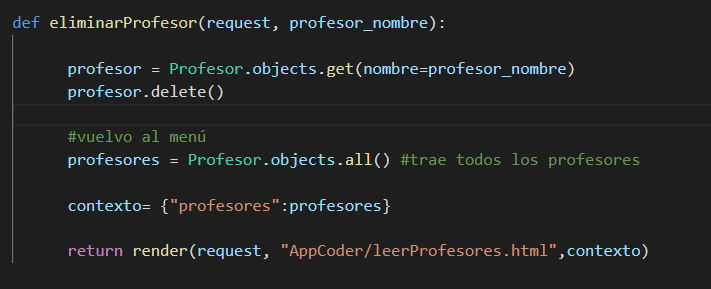 def eliminarProfesor(request, profesor_nombre):
profesor = Profesor.objects.get(nombre=profesor_nombre)
profesor.delete()
#vuelvo al menú
profesores = Profesor.objects.all() #trae todos los profesores
contexto= {"profesores":profesores}
return render(request, "AppCoder/leerProfesores.html",contexto)